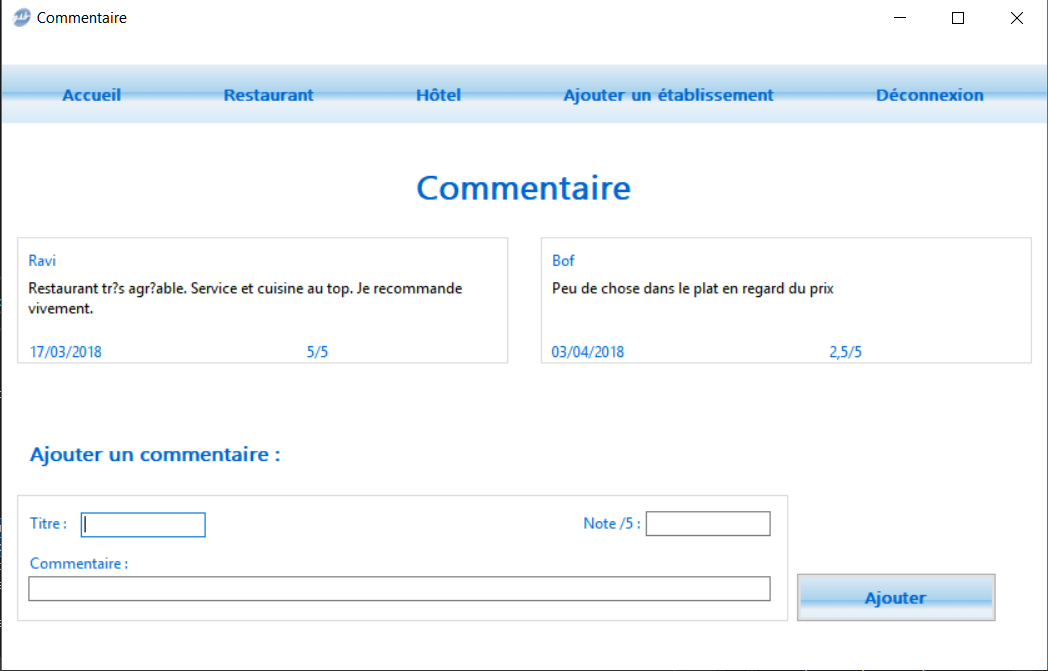 Commentaire
Accueil Restaurant Hôtel Ajouter un établissement Déconnexion
Commentaire
Ravi
Restaurant tr?s agr?able. Service et cuisine au top. Je recommande
vivement.
17/03/2018 5/5
Bof
Peu de chose dans le plat en regard du prix
03/04/2018 2,5/5
Ajouter un commentaire :
Titre : Note /5 :
Commentaire :
Ajouter